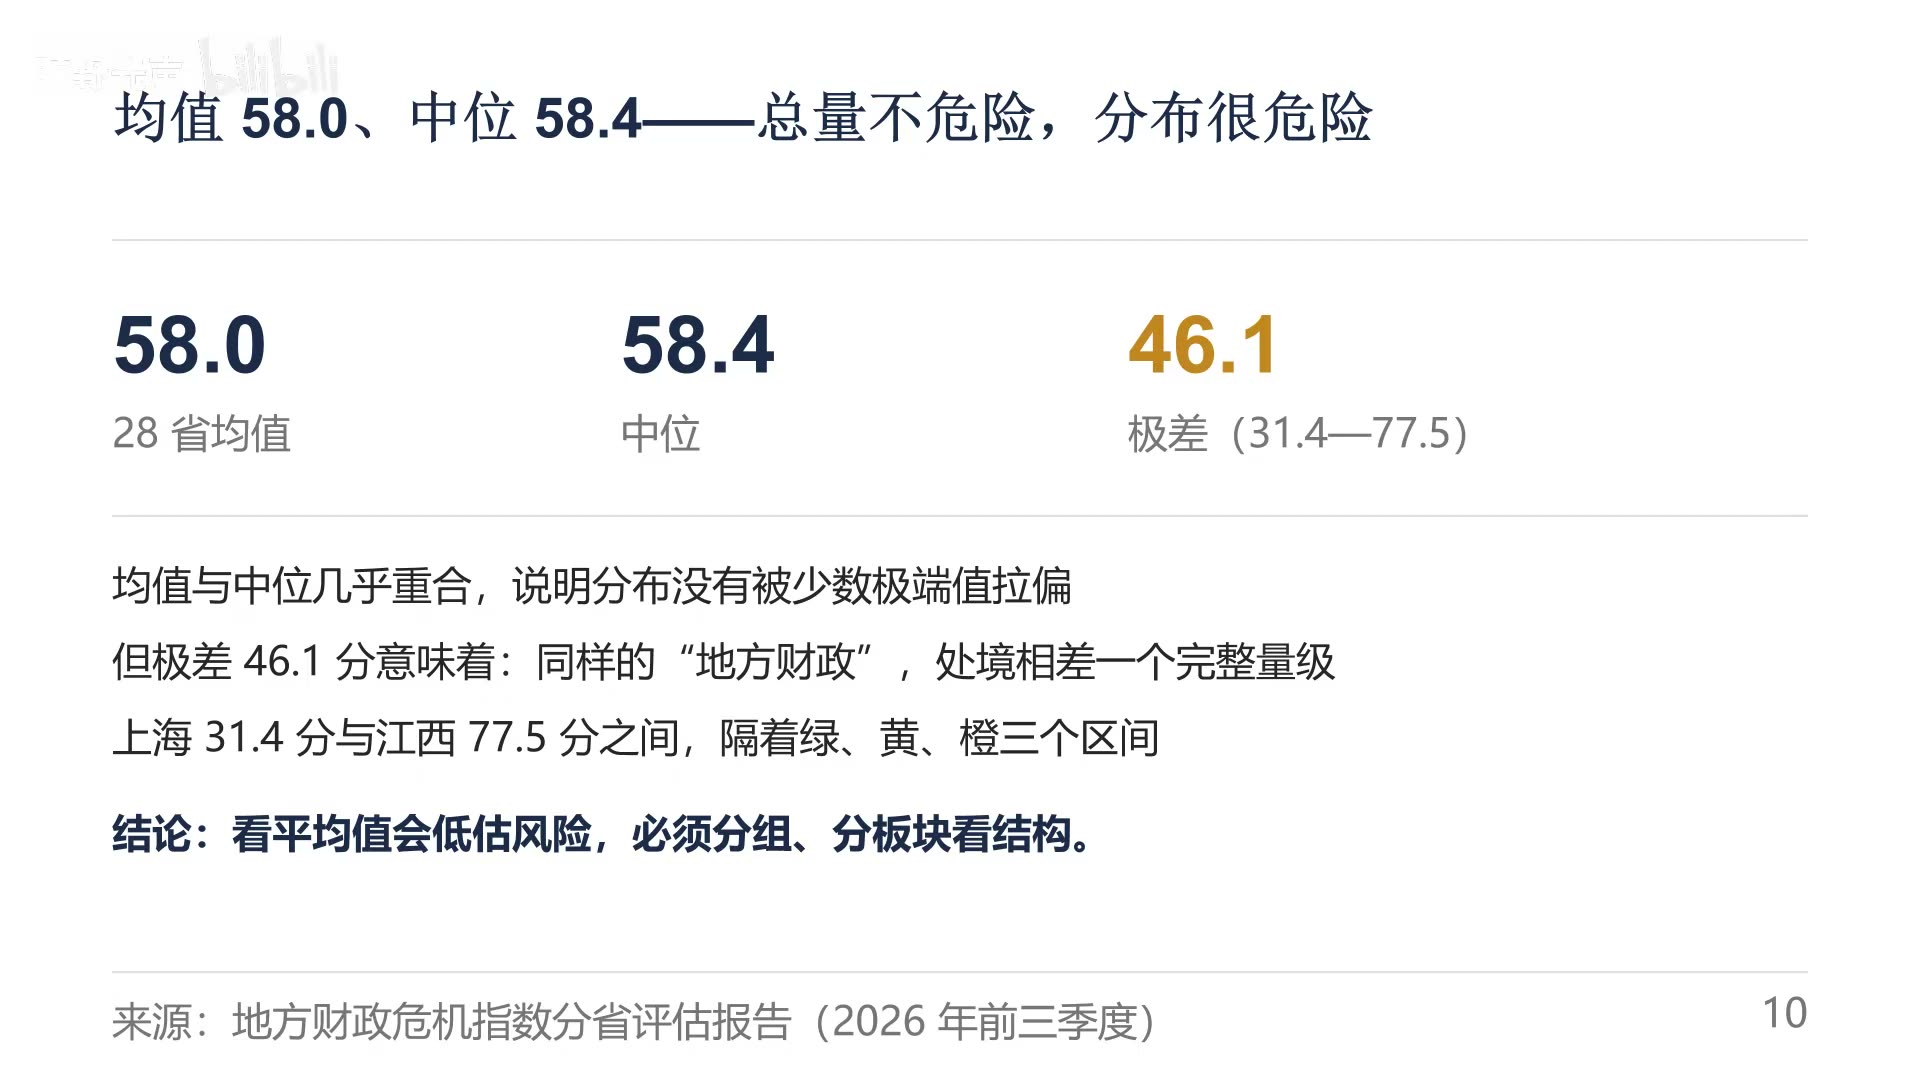 bilibili
均值 58.0、中位 58.4——总量不危险，分布很危险
58.0
28 省均值
58.4
中位
46.1
极差（31.4—77.5）
均值与中位几乎重合，说明分布没有被少数极端值拉偏
但极差 46.1 分意味着：同样的“地方财政”，处境相差一个完整量级
上海 31.4 分与江西 77.5 分之间，隔着绿、黄、橙三个区间
结论：看平均值会低估风险，必须分组、分板块看结构。
来源：地方财政危机指数分省评估报告（2026 年前三季度）
10